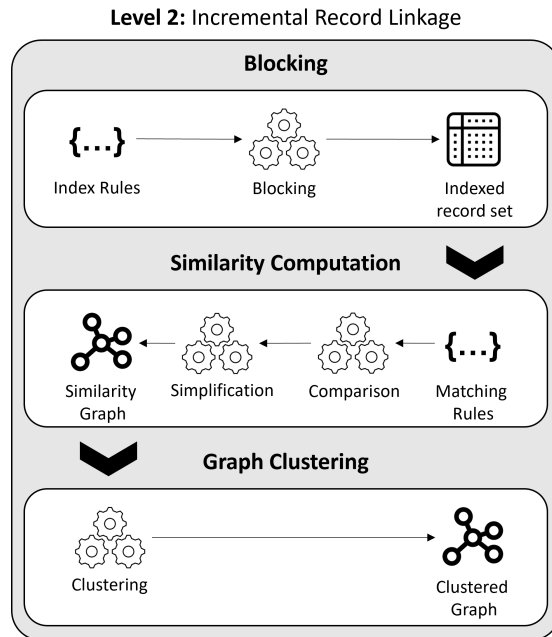 Level 2: Incremental Record Linkage
Blocking
{...}
Index Rules
Blocking
Indexed
record set
Similarity Computation
{...}
Similarity
Graph
Simplification
Comparison
Matching
Rules
Graph Clustering
Clustering
Clustered
Graph